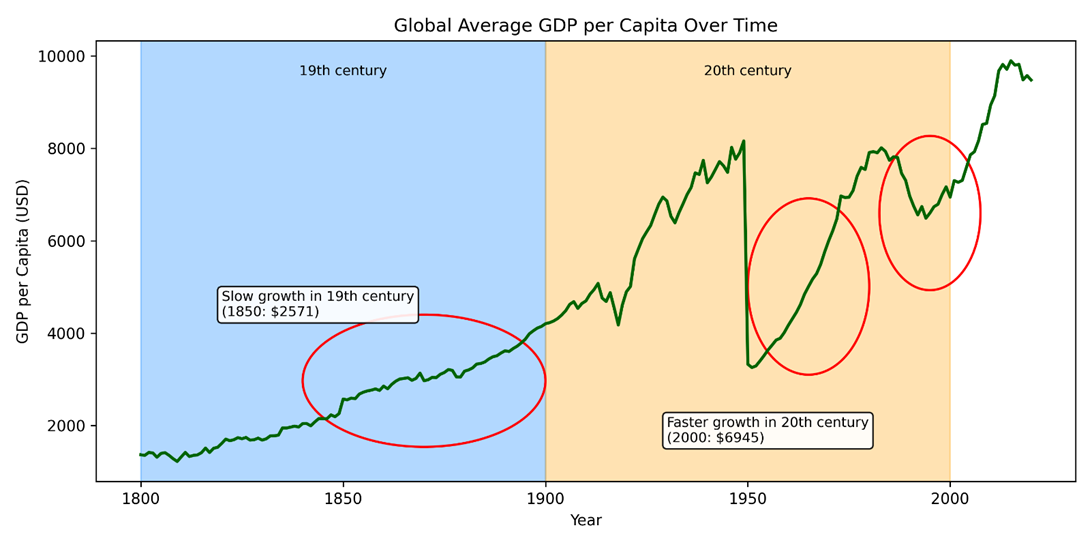 Global Average GDP per Capita Over Time
10000
8000
6000
4000
2000
GDP per Capita (USD)
19th century
20th century
Slow growth in 19th century
(1850: $2571)
Faster growth in 20th century
(2000: $6945)
1800
1850
1900
1950
2000
Year